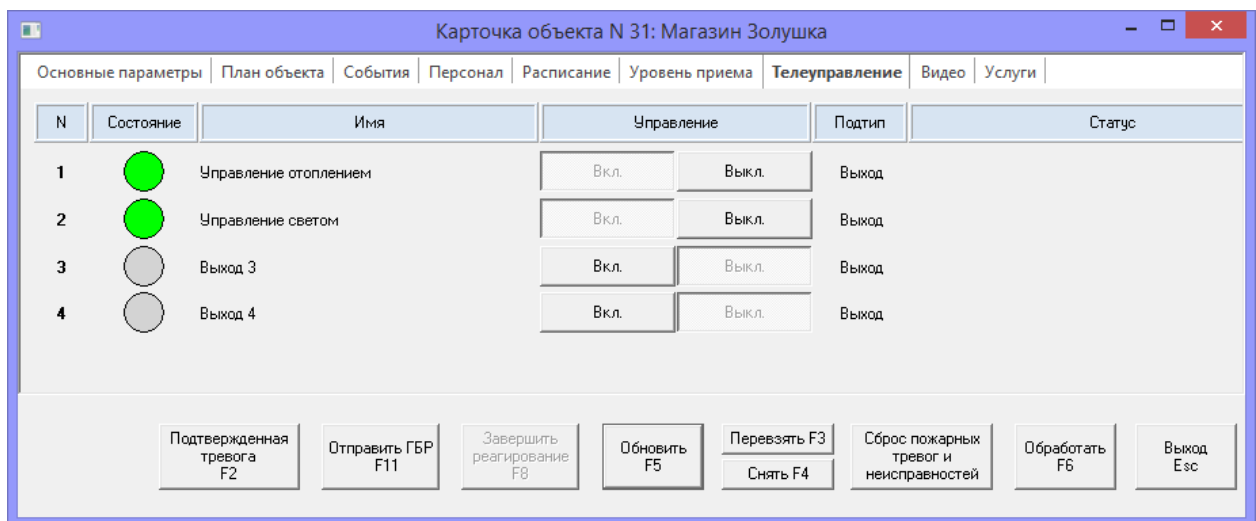 Карточка объекта N 31: Магазин Золушка
Основные параметры План объекта События Персонал Расписание Уровень приема Телеуправление Видео Услуги
N Состояние Имя Управление Подтип Статус
1 Управление отоплением Вкл. Выкл. Выход
2 Управление светом Вкл. Выкл. Выход
3 Выход 3 Вкл. Выкл. Выход
4 Выход 4 Вкл. Выкл. Выход
Подтвержденная
тревога
F2
Отправить ГБР
F11
Завершить
реагирование
F8
Обновить
F5
Перевзять F3
Снять F4
Сброс пожарных
тревог и
неисправностей
Обработать
F6
Выход
Esc